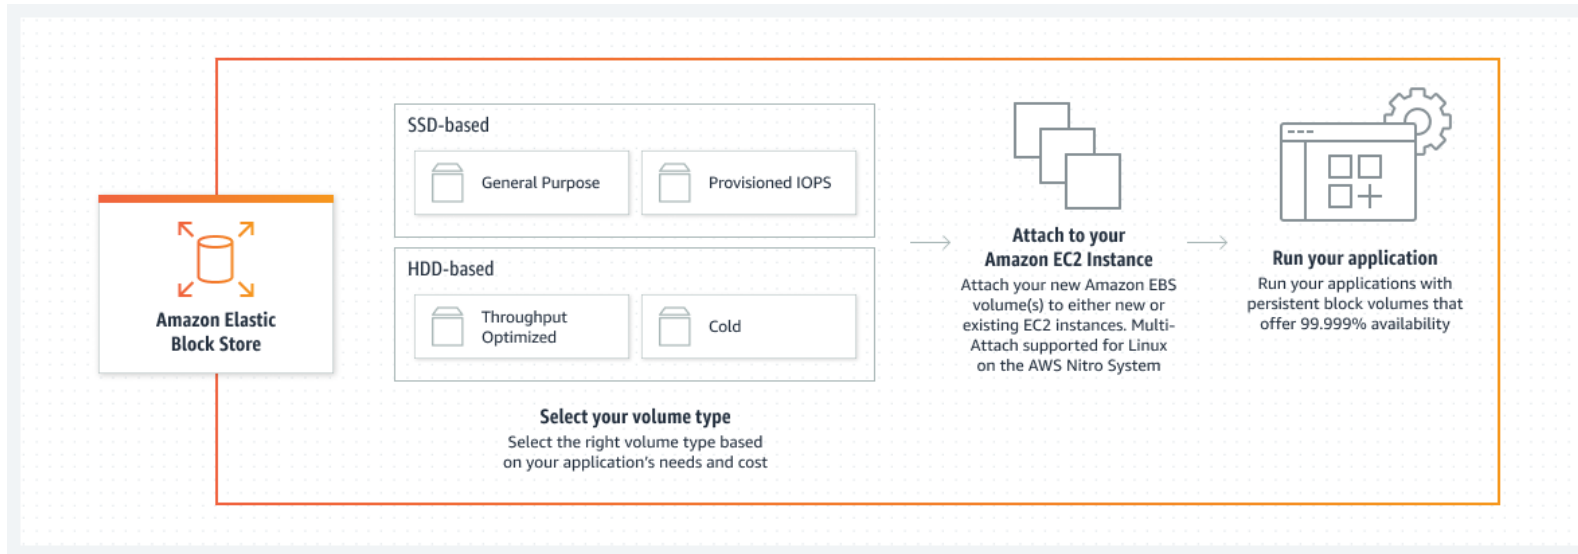 Amazon Elastic
Block Store
SSD-based
General Purpose
Provisioned IOPS
HDD-based
Throughput
Optimized
Cold
Select your volume type
Select the right volume type based
on your application's needs and cost
Attach to your
Amazon EC2 Instance
Attach your new Amazon EBS
volume(s) to either new or
existing EC2 instances. Multi-
Attach supported for Linux
on the AWS Nitro System
Run your application
Run your applications with
persistent block volumes that
offer 99.999% availability